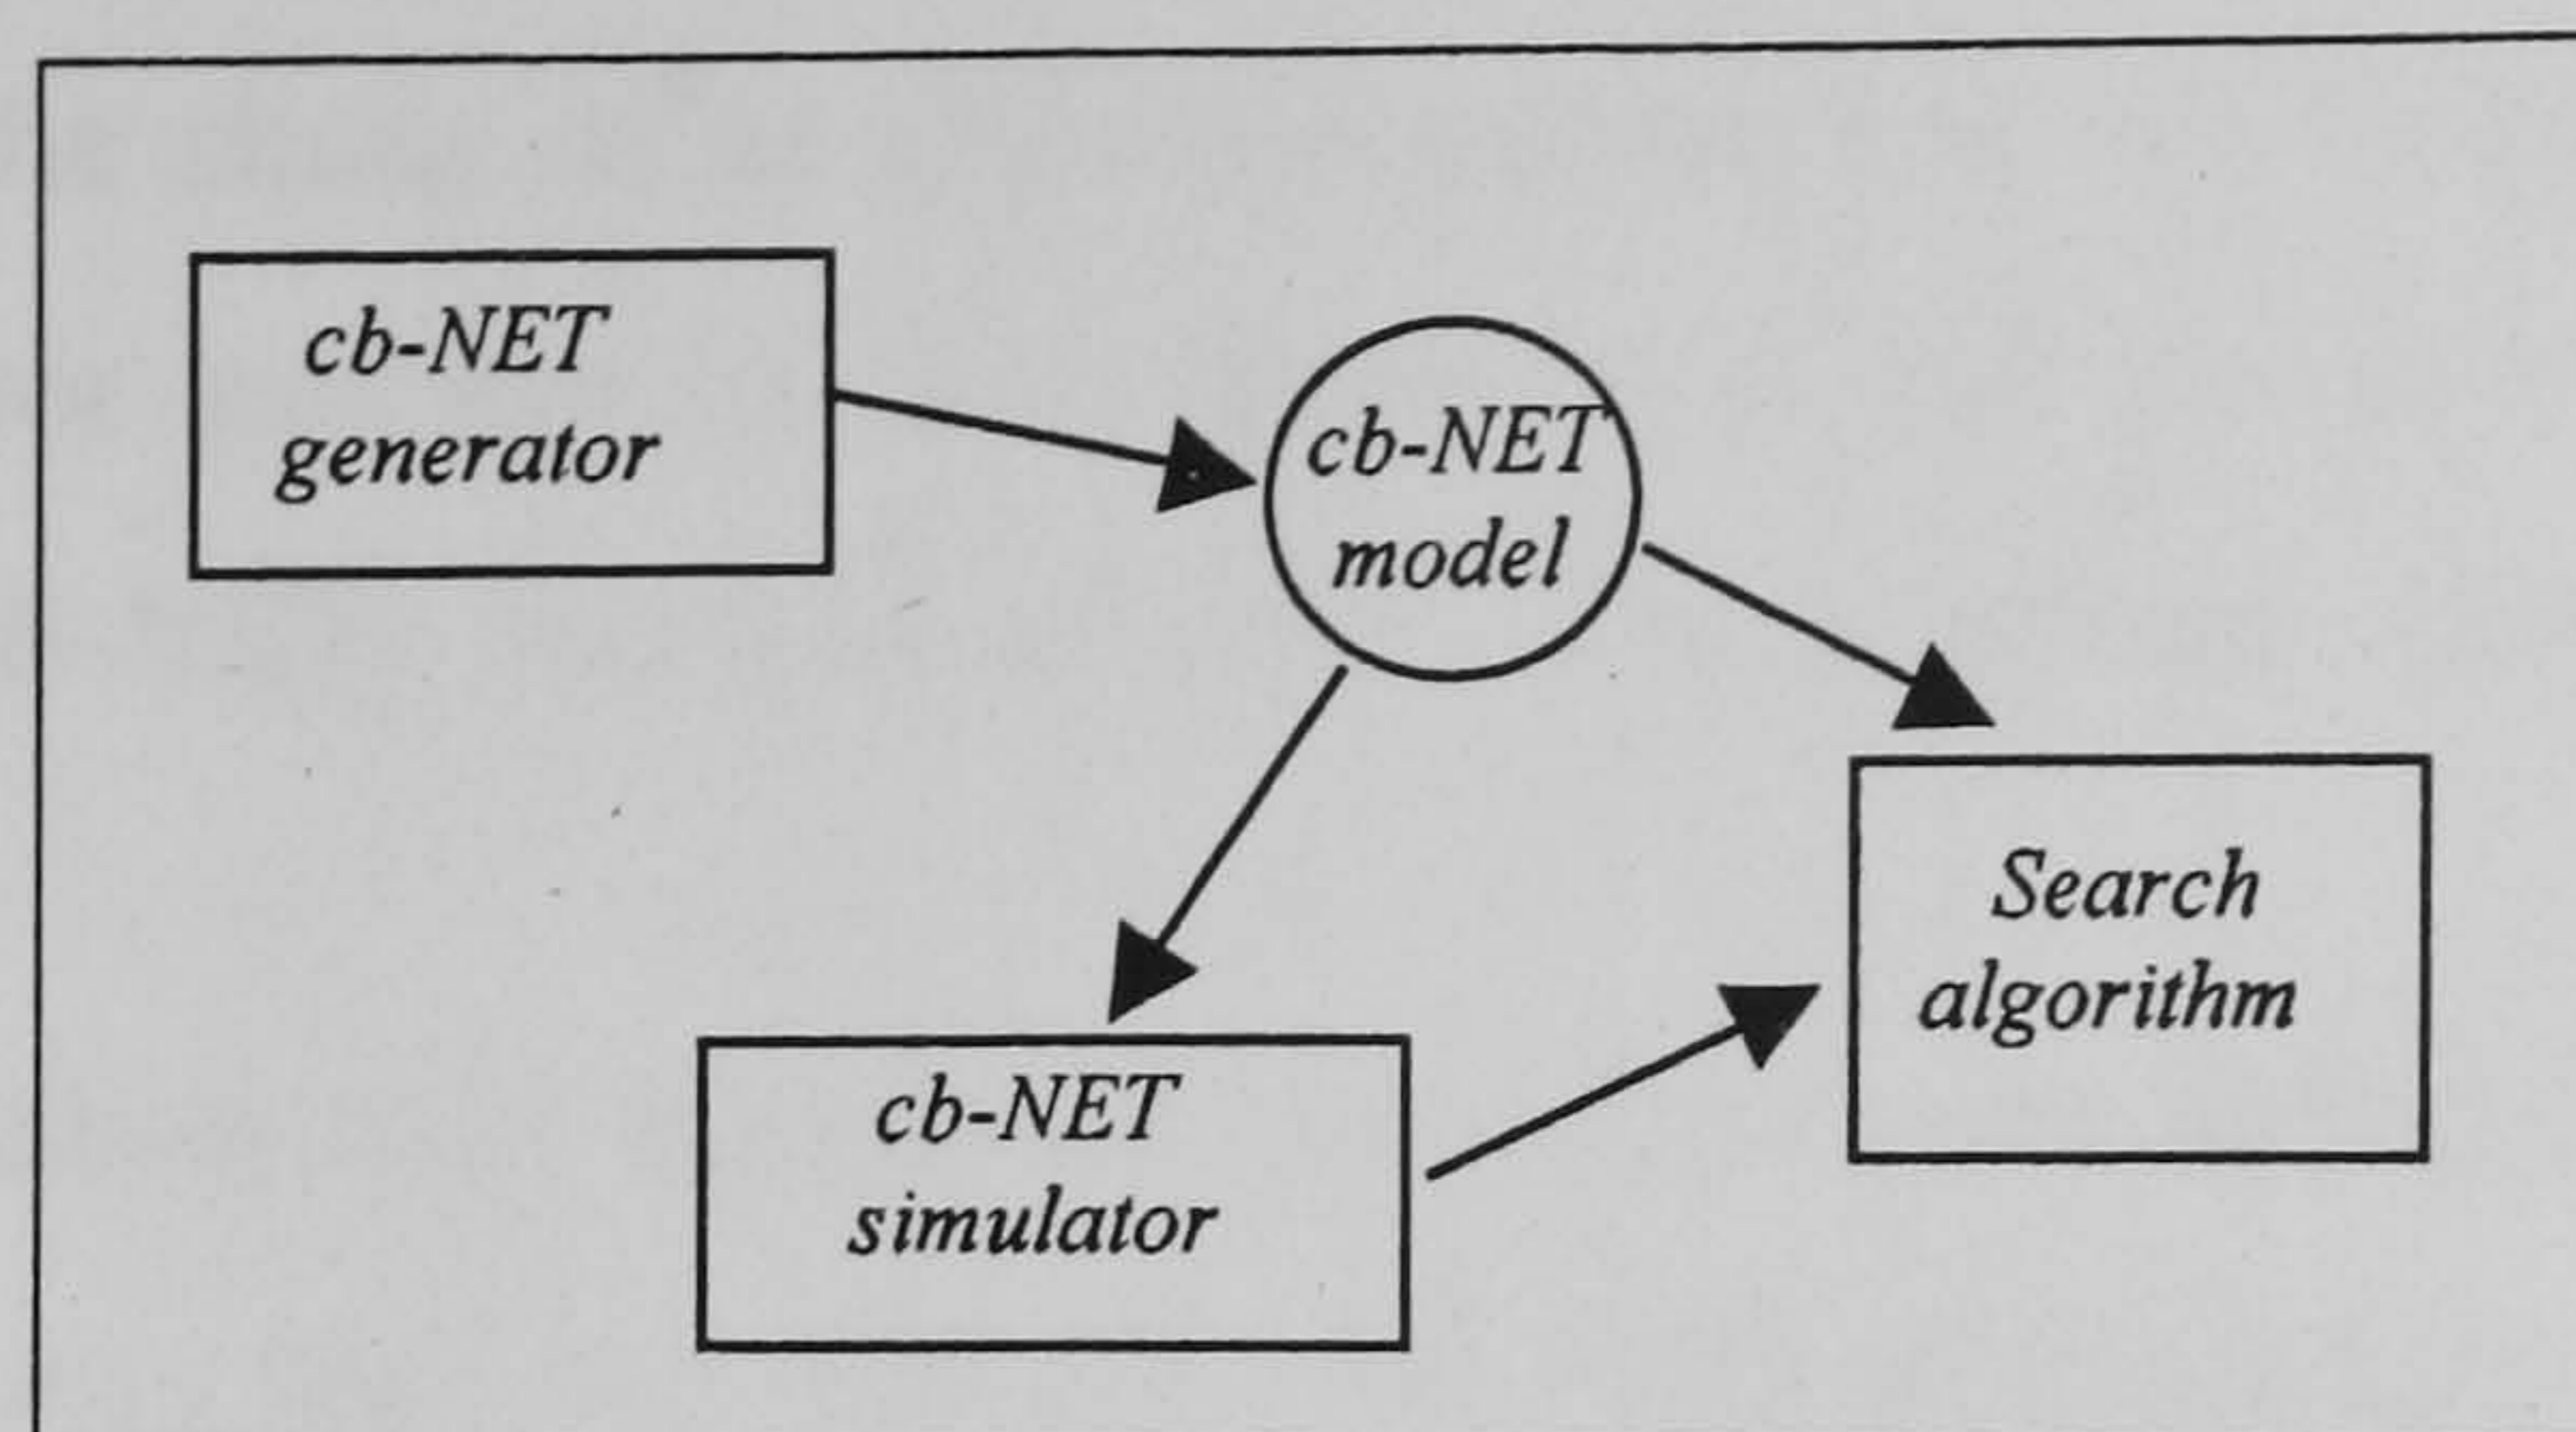 cb-NET
generator
cb-NET
model
Search
algorithm
cb-NET
simulator